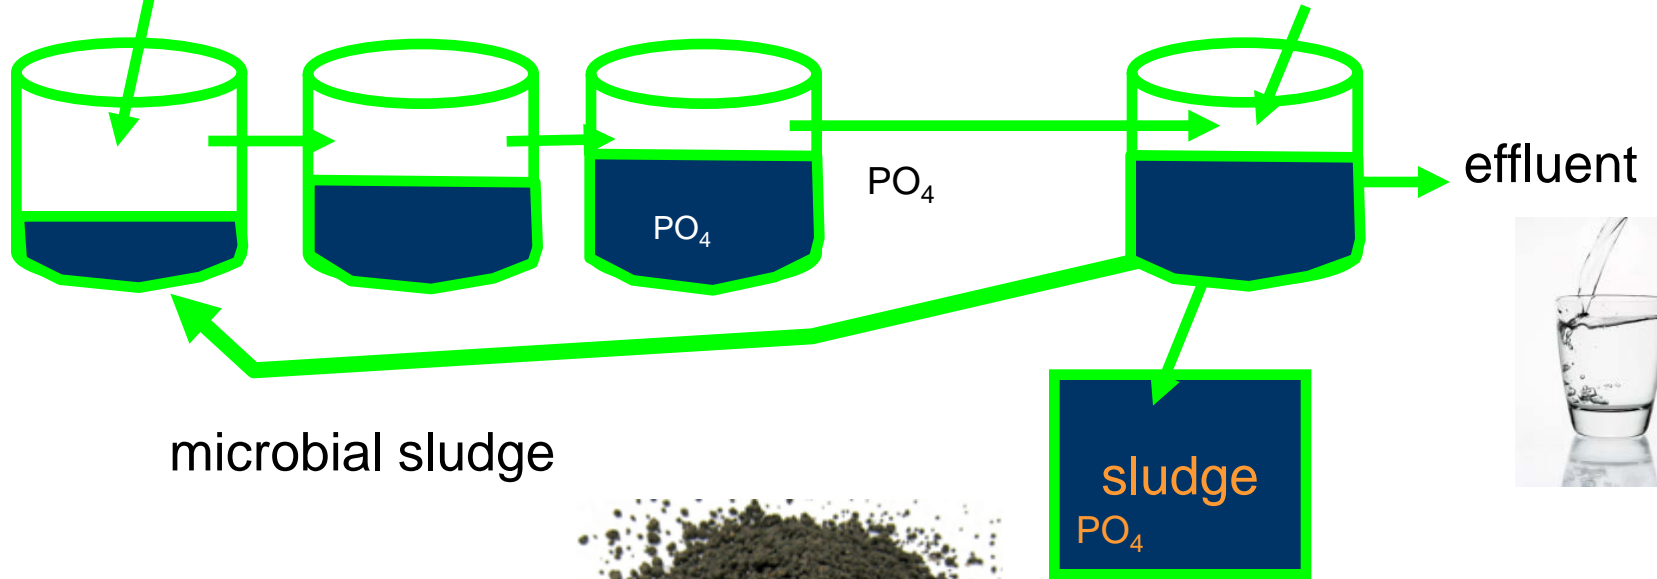 effluent
PO₄
PO₄
microbial sludge
sludge
PO₄